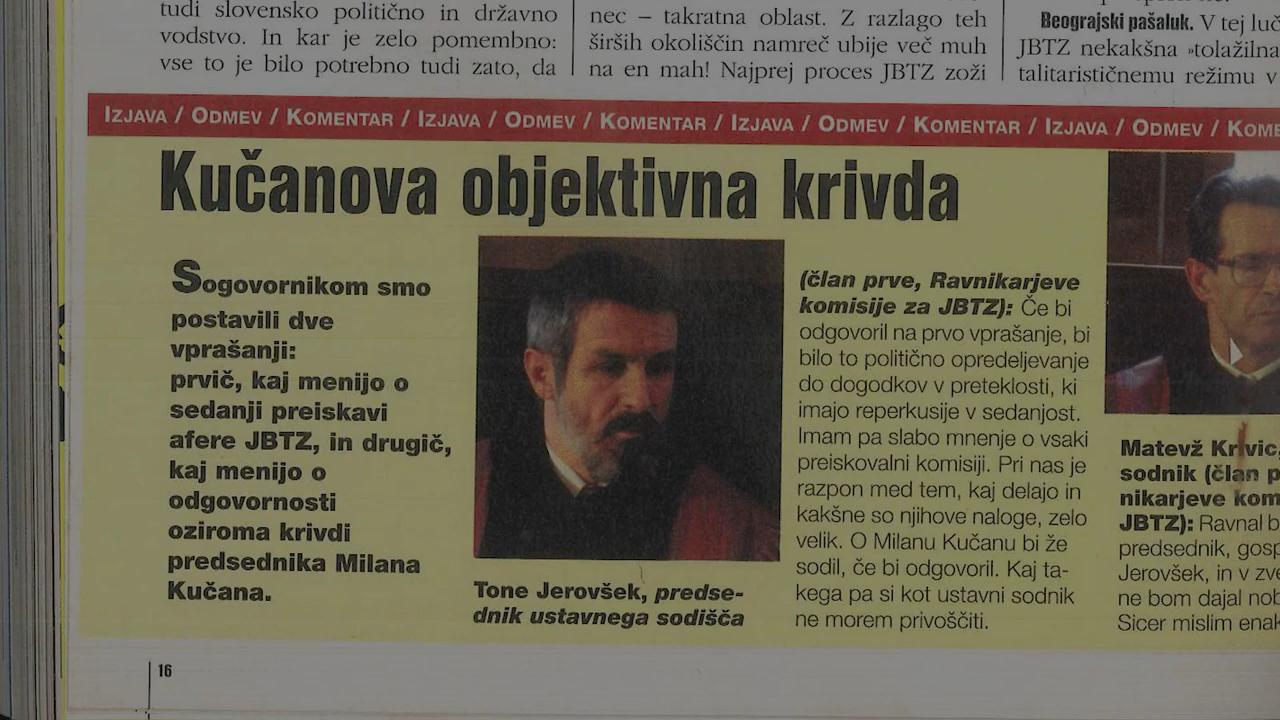 tudi slovensko politično in državno
vodstvo. In kar je zelo pomembno:
vse to je bilo potrebno tudi zato, da
nec – takratna oblast. Z razlago teh
širših okoliščin namreč ubije več muh
na en mah! Najprej proces JBTZ zoži
Beograjski pašaluk. V tej luč
JBTZ nekakšna »tolažilna
talitarističnemu režimu v
IZJAVA / ODMEV / KOMENTAR / IZJAVA / ODMEV / KOMENTAR / IZJAVA / ODMEV / KOMENTAR / IZJAVA / ODMEV / KOME
Kučanova objektivna krivda
Sogovornikom smo
postavili dve
vprašanji:
prvič, kaj menijo o
sedanji preiskavi
afere JBTZ, in drugič,
kaj menijo o
odgovornosti
oziroma krivdi
predsednika Milana
Kučana.
Tone Jerovšek, predse-
dnik ustavnega sodišča
(član prve, Ravnikarjeve
komisije za JBTZ): Če bi
odgovoril na prvo vprašanje, bi
bilo to politično opredeljevanje
do dogodkov v preteklosti, ki
imajo reperkusije v sedanjost.
Imam pa slabo mnenje o vsaki
preiskovalni komisiji. Pri nas je
razpon med tem, kaj delajo in
kakšne so njihove naloge, zelo
velik. O Milanu Kučanu bi že
sodil, če bi odgovoril. Kaj ta-
kega pa si kot ustavni sodnik
ne morem privoščiti.
Matevž Krivic,
sodnik (član p
nikarjeve kom
JBTZ): Ravnal b
predsednik, gosp
Jerovšek, in v zve
ne bom dajal nob
Sicer mislim enak
16